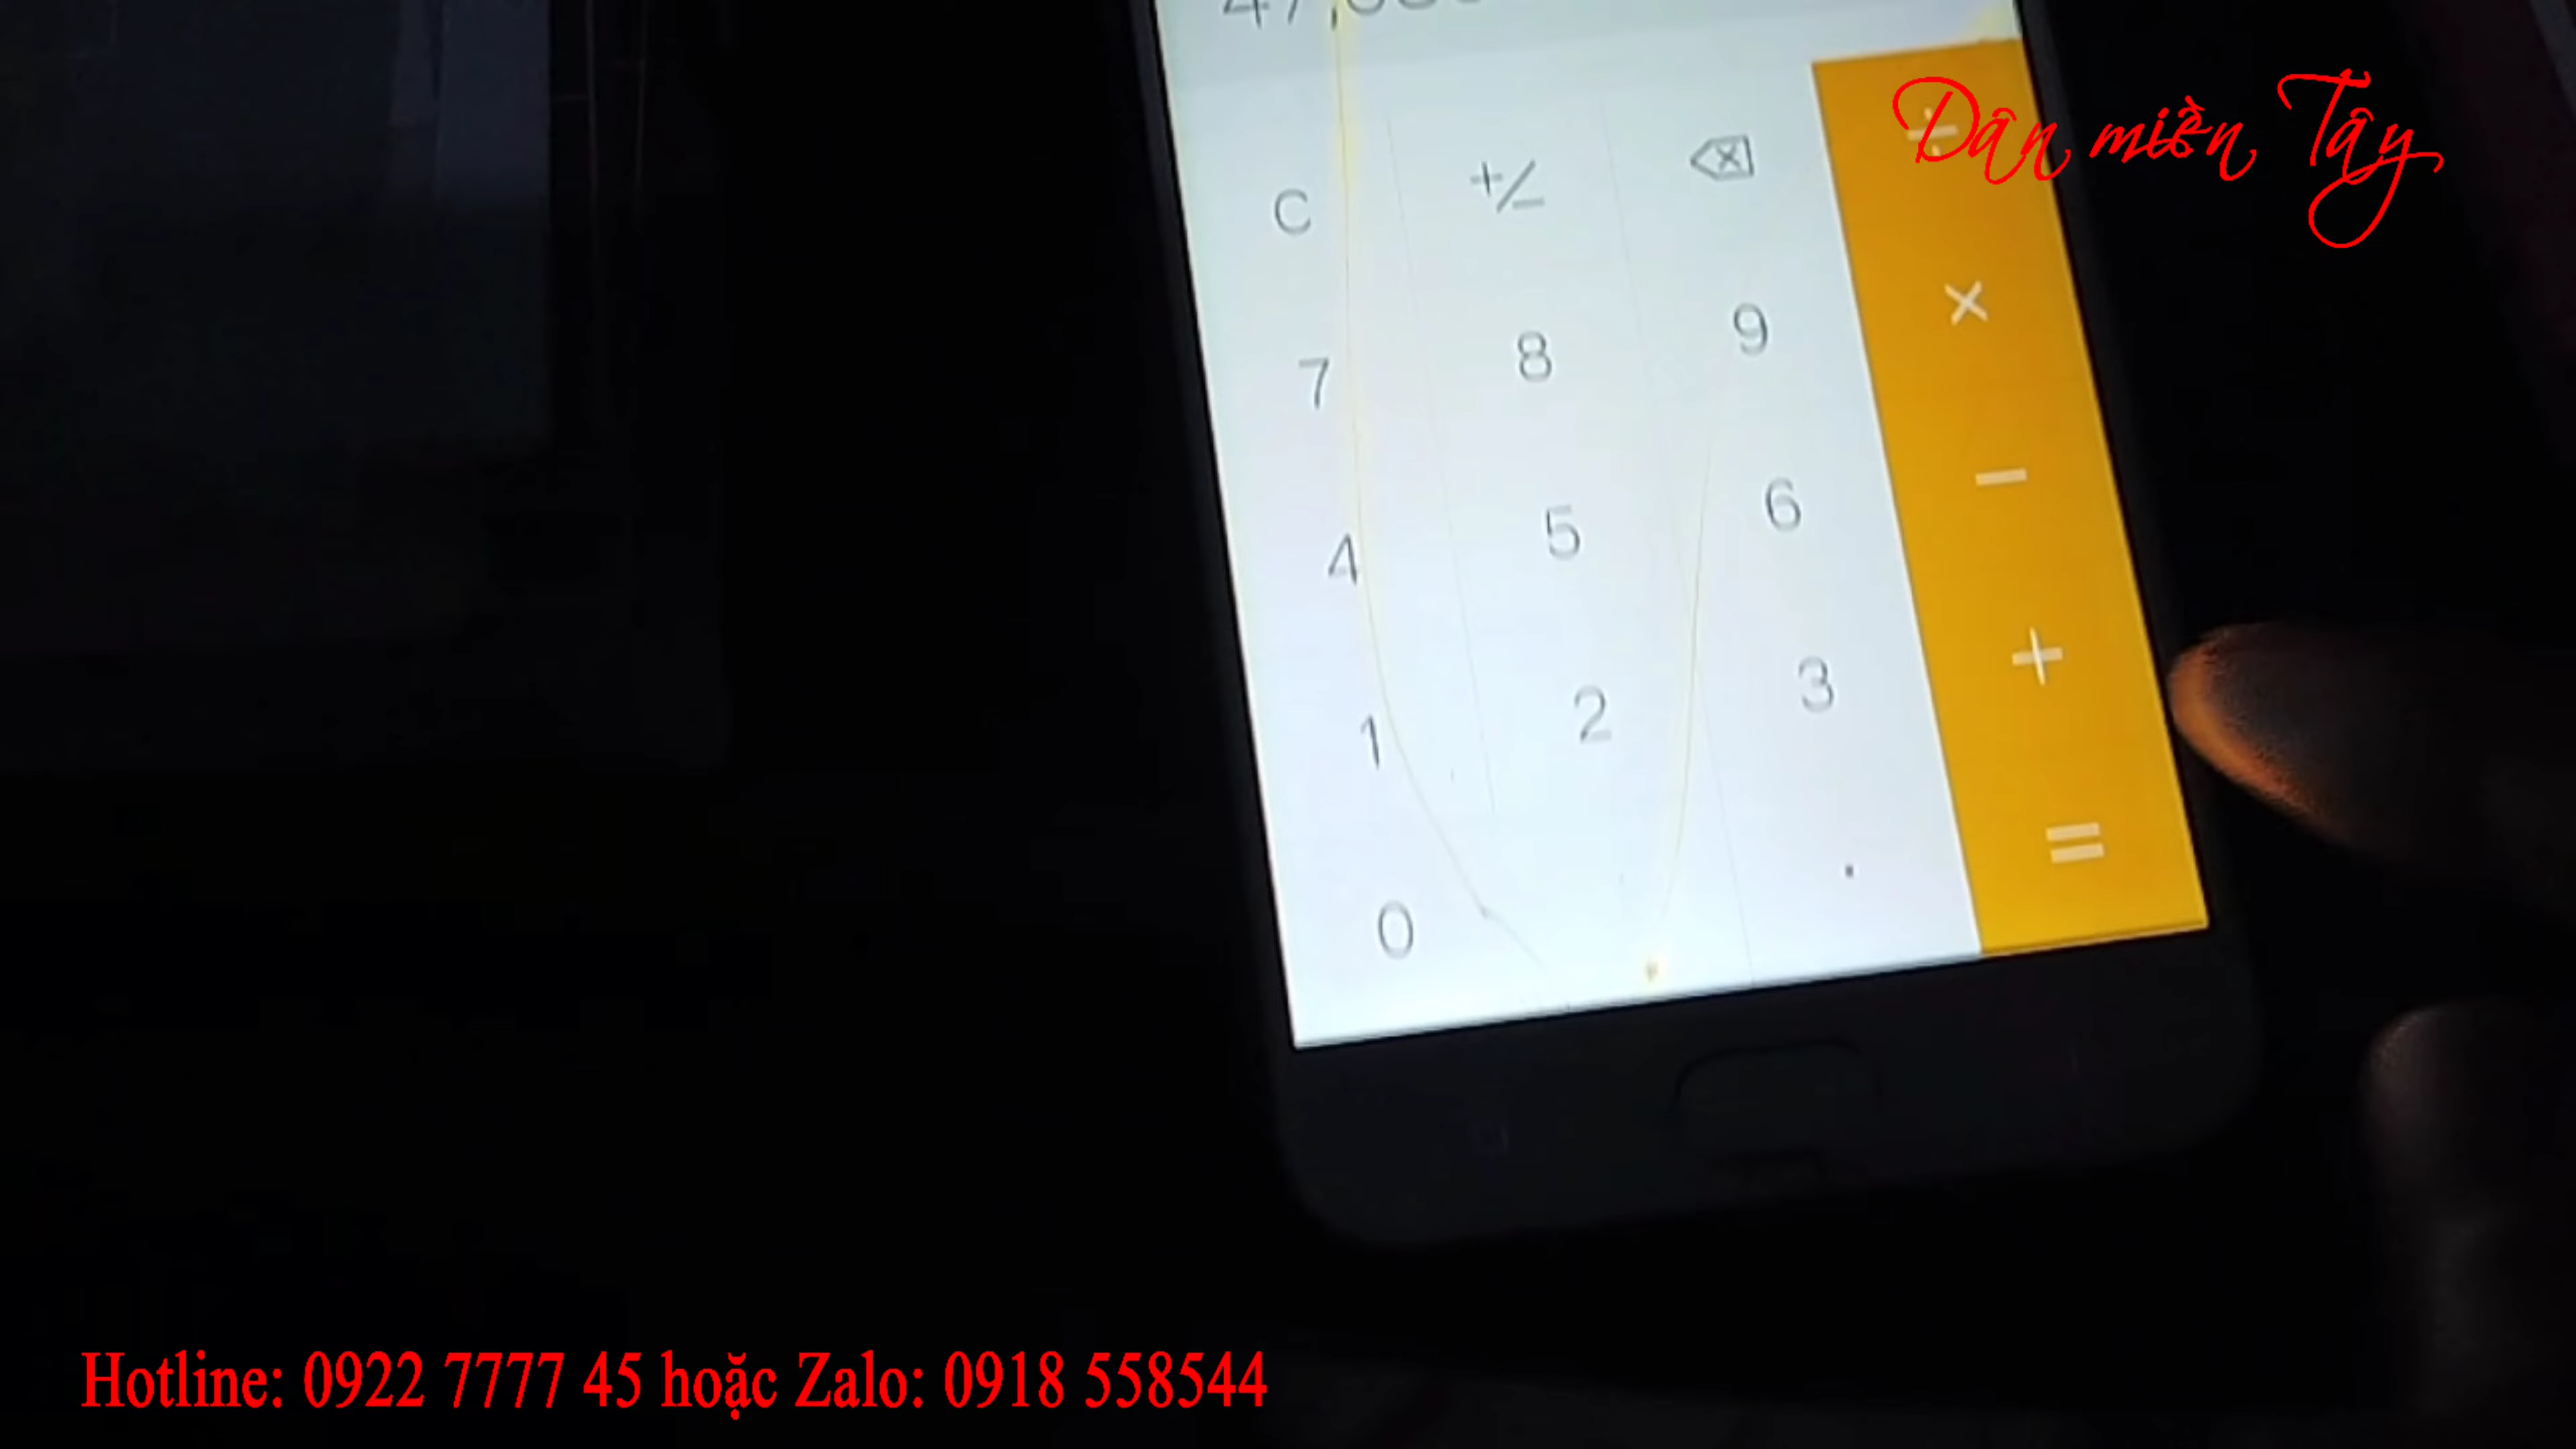 Dân miền Tây
÷
C +/− ×
7 8 9 ×
4 5 6 −
1 2 3 +
0 . =
Hotline: 0922 7777 45 hoặc Zalo: 0918 558544